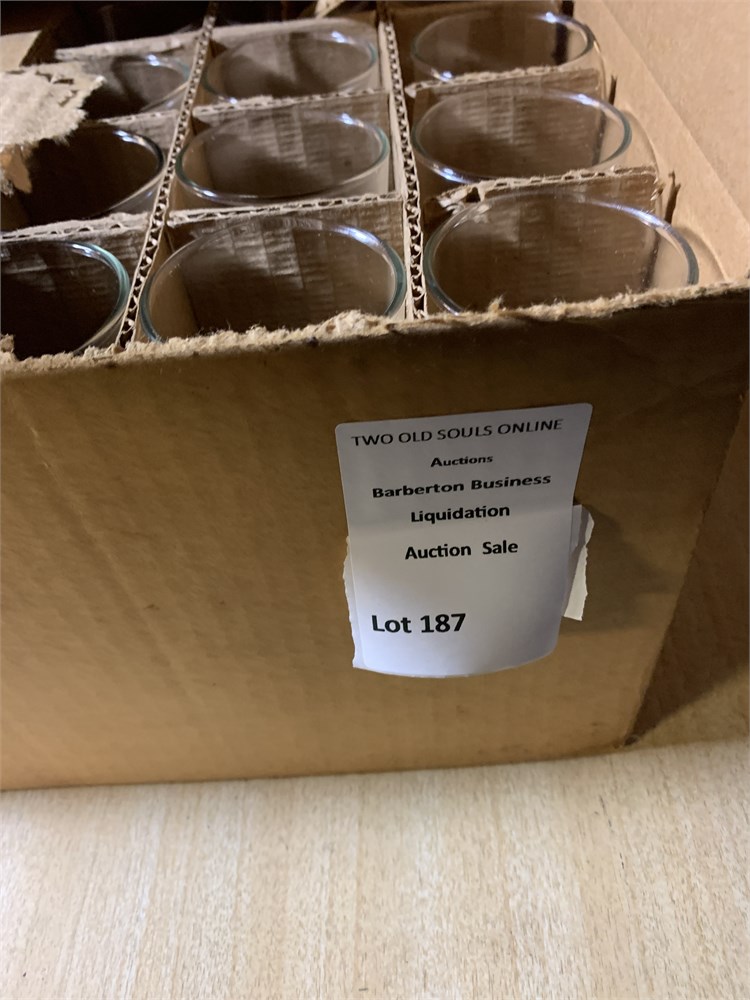 TWO OLD SOULS ONLINE
Auctions
Barberton Business
Liquidation
Auction Sale
Lot 187